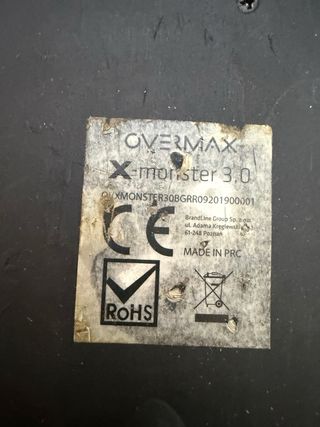 OVERMAX
X-monster 3.0
OVXMONSTER30BGRR09201900001
CE
BrandLine Group Sp. z o.o.
ul. Adama Kręglewskiego
61-248 Poznań
MADE IN PRC
RoHS